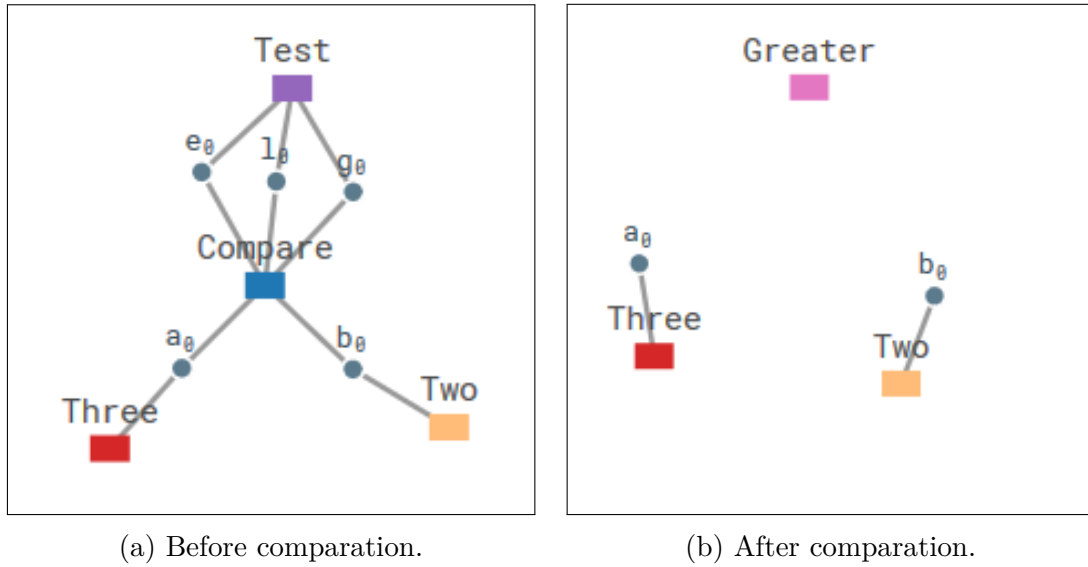 Test
e₀
l₀
g₀
Compare
a₀
b₀
Three
Two
(a) Before comparation.
Greater
a₀
b₀
Three
Two
(b) After comparation.